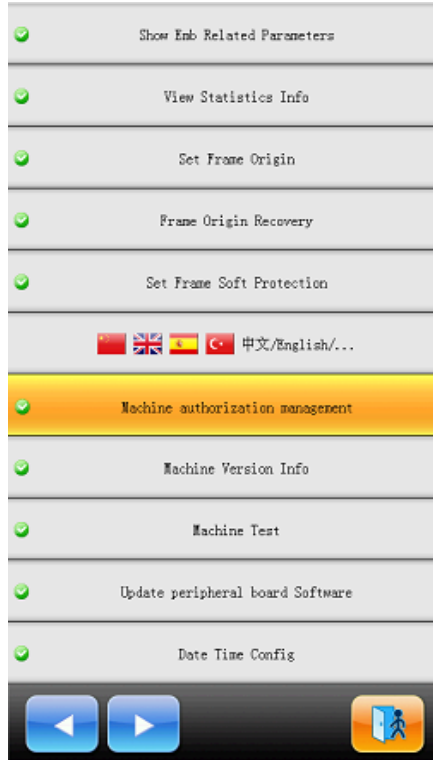 Show Emb Related Parameters
View Statistics Info
Set Frame Origin
Frame Origin Recovery
Set Frame Soft Protection
中文/English/...
Machine authorization management
Machine Version Info
Machine Test
Update peripheral board Software
Date Time Config